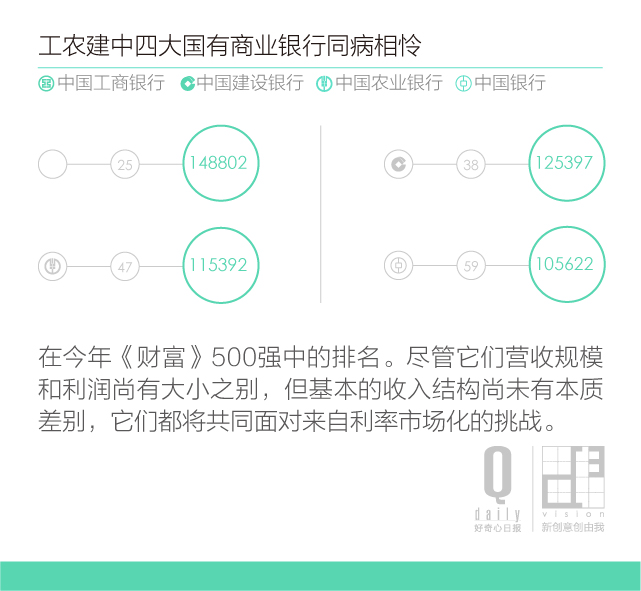 工农建中四大国有商业银行同病相怜
中国工商银行 中国建设银行 中国农业银行 中国银行
25 148802
38 125397
47 115392
59 105622
在今年《财富》500强中的排名。尽管它们营收规模
和利润尚有大小之别，但基本的收入结构尚未有本质
差别，它们都将共同面对来自利率市场化的挑战。
Q
daily
好奇心日报
vision
新创意创由我